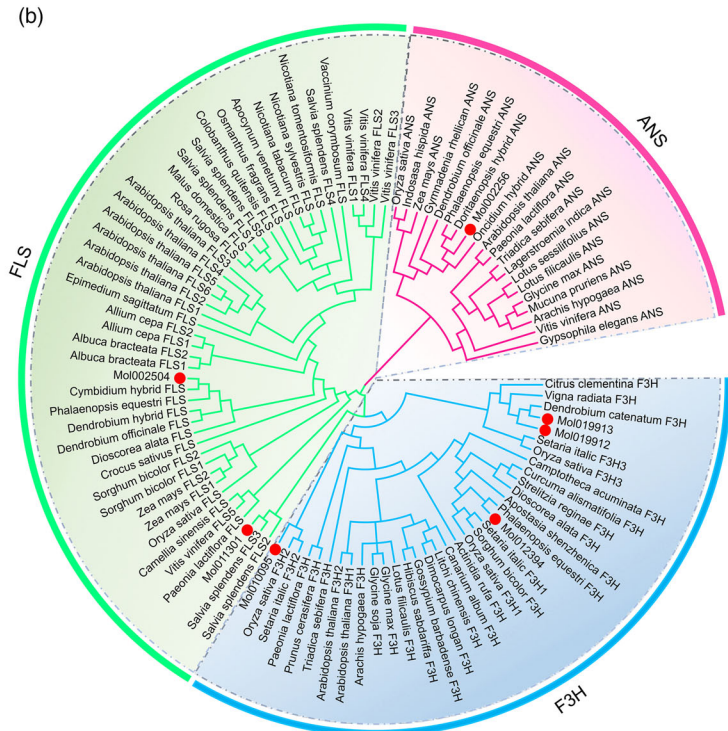 (b)
FLS
ANS
F3H
Oryza sativa ANS
Indosasa hispida ANS
Zea mays ANS
Gymnadenia rhellican ANS
Dendrobium officinale ANS
Phalaenopsis equestri ANS
Doritaenopsis hybrid ANS
Mol002256
Oncidium hybrid ANS
Arabidopsis thaliana ANS
Paeonia lactiflora ANS
Triadica sebifera ANS
Lagerstroemia indica ANS
Lotus sessilifolius ANS
Lotus filicaulis ANS
Glycine max ANS
Mucuna pruriens ANS
Arachis hypogaea ANS
Vitis vinifera ANS
Gypsophila elegans ANS
Citrus clementina F3H
Vigna radiata F3H
Dendrobium catenatum F3H
Mol019913
Mol019912
Setaria italic F3H3
Oryza sativa F3H3
Camptotheca acuminata F3H
Curcuma alismatifolia F3H
Strelitzia reginae F3H
Dioscorea alata F3H
Apostasia shenzhenica F3H
Phalaenopsis equestri F3H
Mol012394
Setaria italic F3H1
Sorghum bicolor F3H
Oryza sativa F3H1
Actinidia rufa F3H
Canarium album F3H
Litchi chinensis F3H
Dimocarpus longan F3H
Gossypium barbadense F3H
Hibiscus sabdariffa F3H
Lotus filicaulis F3H
Glycine max F3H
Glycine soja F3H
Arachis hypogaea F3H
Arabidopsis thaliana F3H1
Arabidopsis thaliana F3H2
Triadica sebifera F3H
Prunus cerasifera F3H
Paeonia lactiflora F3H
Setaria italic F3H2
Oryza sativa F3H2
Mol010095
Salvia splendens FLS2
Salvia splendens FLS3
Mol011301
Paeonia lactiflora FLS
Vitis vinifera FLS5
Camellia sinensis FLS
Oryza sativa FLS
Zea mays FLS1
Zea mays FLS2
Sorghum bicolor FLS1
Sorghum bicolor FLS2
Crocus sativus FLS
Dioscorea alata FLS
Dendrobium officinale FLS
Dendrobium hybrid FLS
Phalaenopsis equestri FLS
Cymbidium hybrid FLS
Mol002504
Albuca bracteata FLS1
Albuca bracteata FLS2
Allium cepa FLS1
Allium cepa FLS2
Epimedium sagittatum FLS
Arabidopsis thaliana FLS1
Arabidopsis thaliana FLS2
Arabidopsis thaliana FLS6
Arabidopsis thaliana FLS4
Arabidopsis thaliana FLS
Arabidopsis thaliana FLS
Rosa rugosa FLS
Malus domestica FLS
Salvia splendens FLS1
Salvia splendens FLS
Colobanthus quitensis FLS
Osmanthus fragrans FLS
Apocynum venetum FLS
Nicotiana tabacum FLS
Nicotiana sylvestris FLS
Nicotiana tomentosiformis FLS
Salvia splendens FLS4
Vaccinium corymbosum FLS
Vitis vinifera FLS1
Vitis vinifera FLS4
Vitis vinifera FLS2
Vitis vinifera FLS3